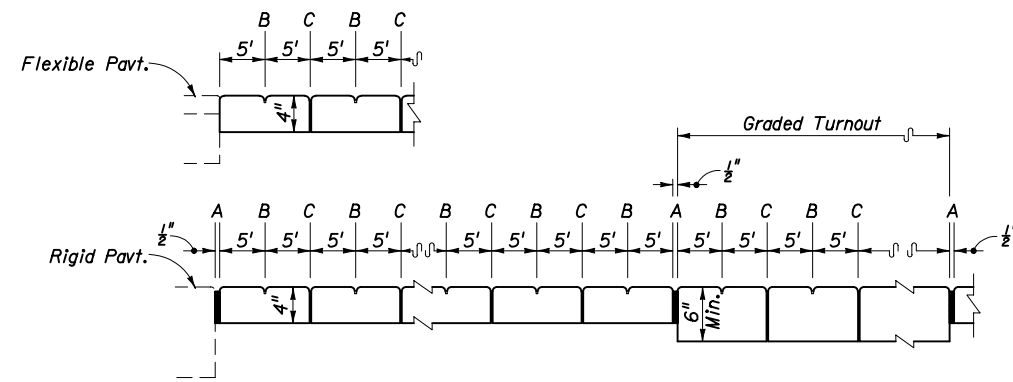 B C B C
5' 5' 5' 5'
Flexible Pavt.
4"
Graded Turnout
1/2"
A B C B C B C B A B C B C A
1/2" 5' 5' 5' 5' 5' 5' 5' 5' 5' 5' 5' 5' 5' 1/2"
Rigid Pavt.
4"
6" Min.